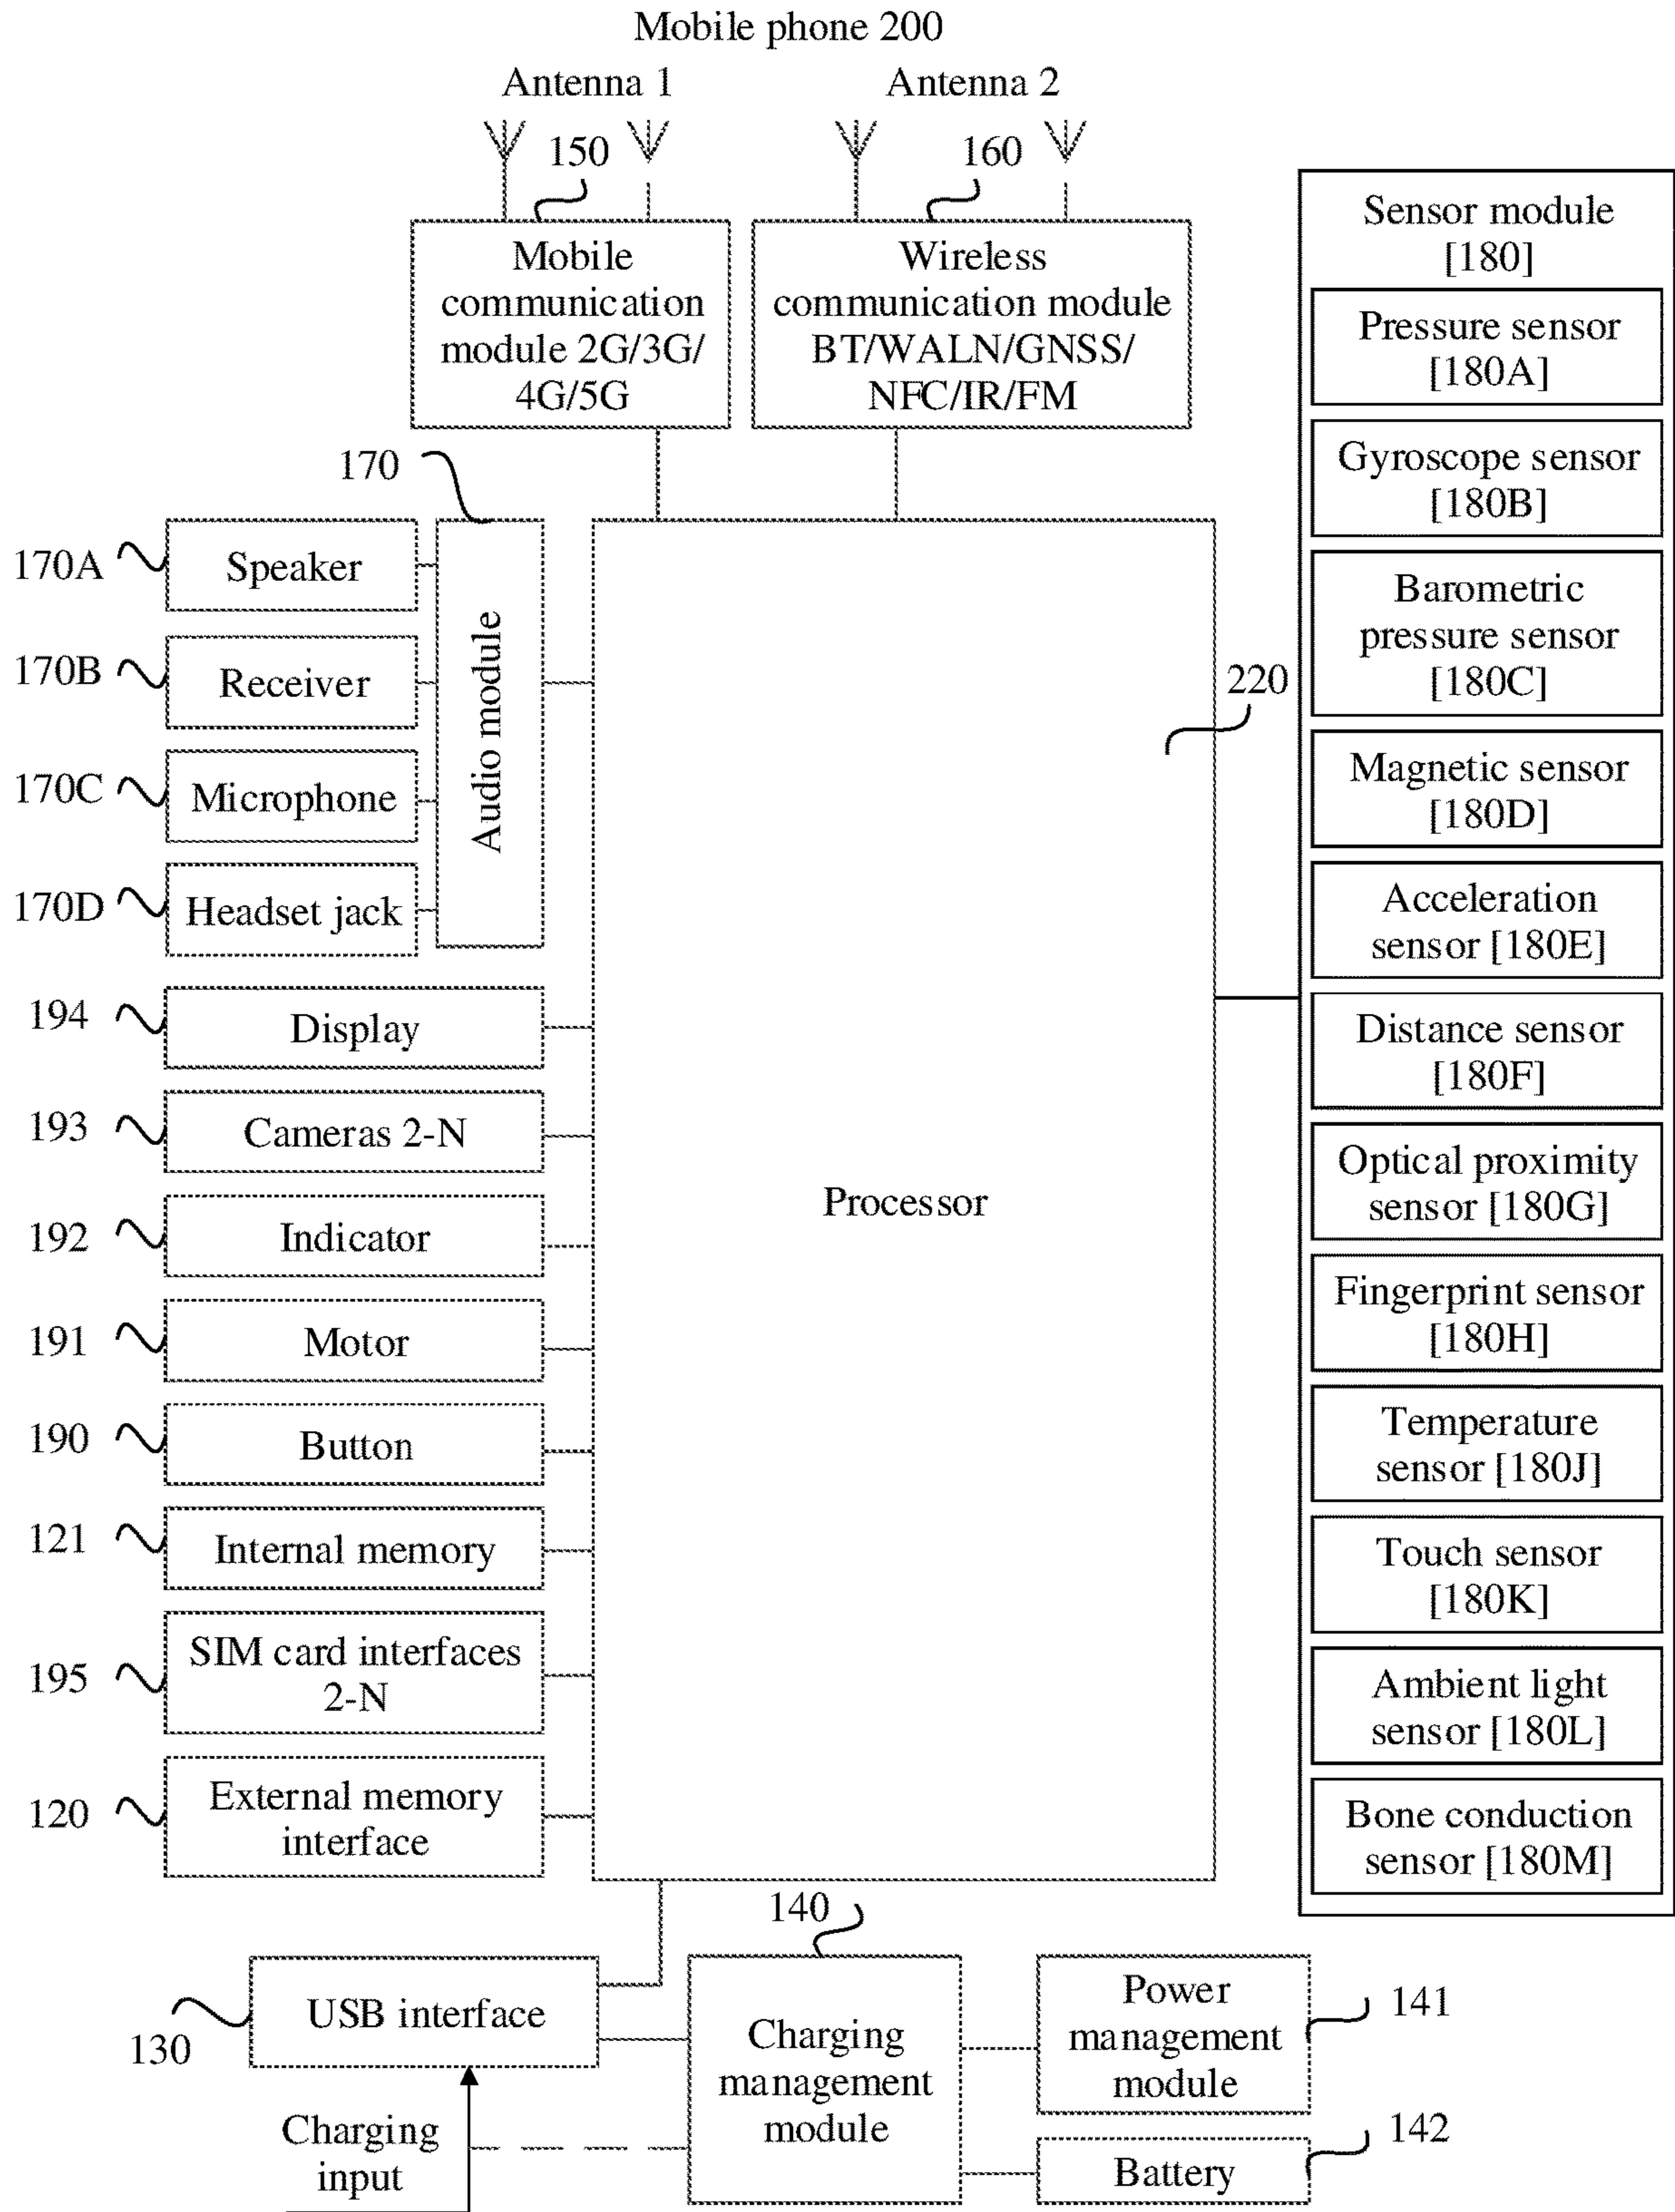 Mobile phone 200
Antenna 1
Antenna 2
150
160
Mobile
communication
module 2G/3G/
4G/5G
Wireless
communication module
BT/WALN/GNSS/
NFC/IR/FM
170
170A
Speaker
170B
Receiver
170C
Microphone
170D
Headset jack
Audio module
194
Display
193
Cameras 2-N
192
Indicator
191
Motor
190
Button
121
Internal memory
195
SIM card interfaces
2-N
120
External memory
interface
Processor
220
Sensor module
[180]
Pressure sensor
[180A]
Gyroscope sensor
[180B]
Barometric
pressure sensor
[180C]
Magnetic sensor
[180D]
Acceleration
sensor [180E]
Distance sensor
[180F]
Optical proximity
sensor [180G]
Fingerprint sensor
[180H]
Temperature
sensor [180J]
Touch sensor
[180K]
Ambient light
sensor [180L]
Bone conduction
sensor [180M]
130
USB interface
Charging
input
140
Charging
management
module
Power
management
module
141
Battery
142